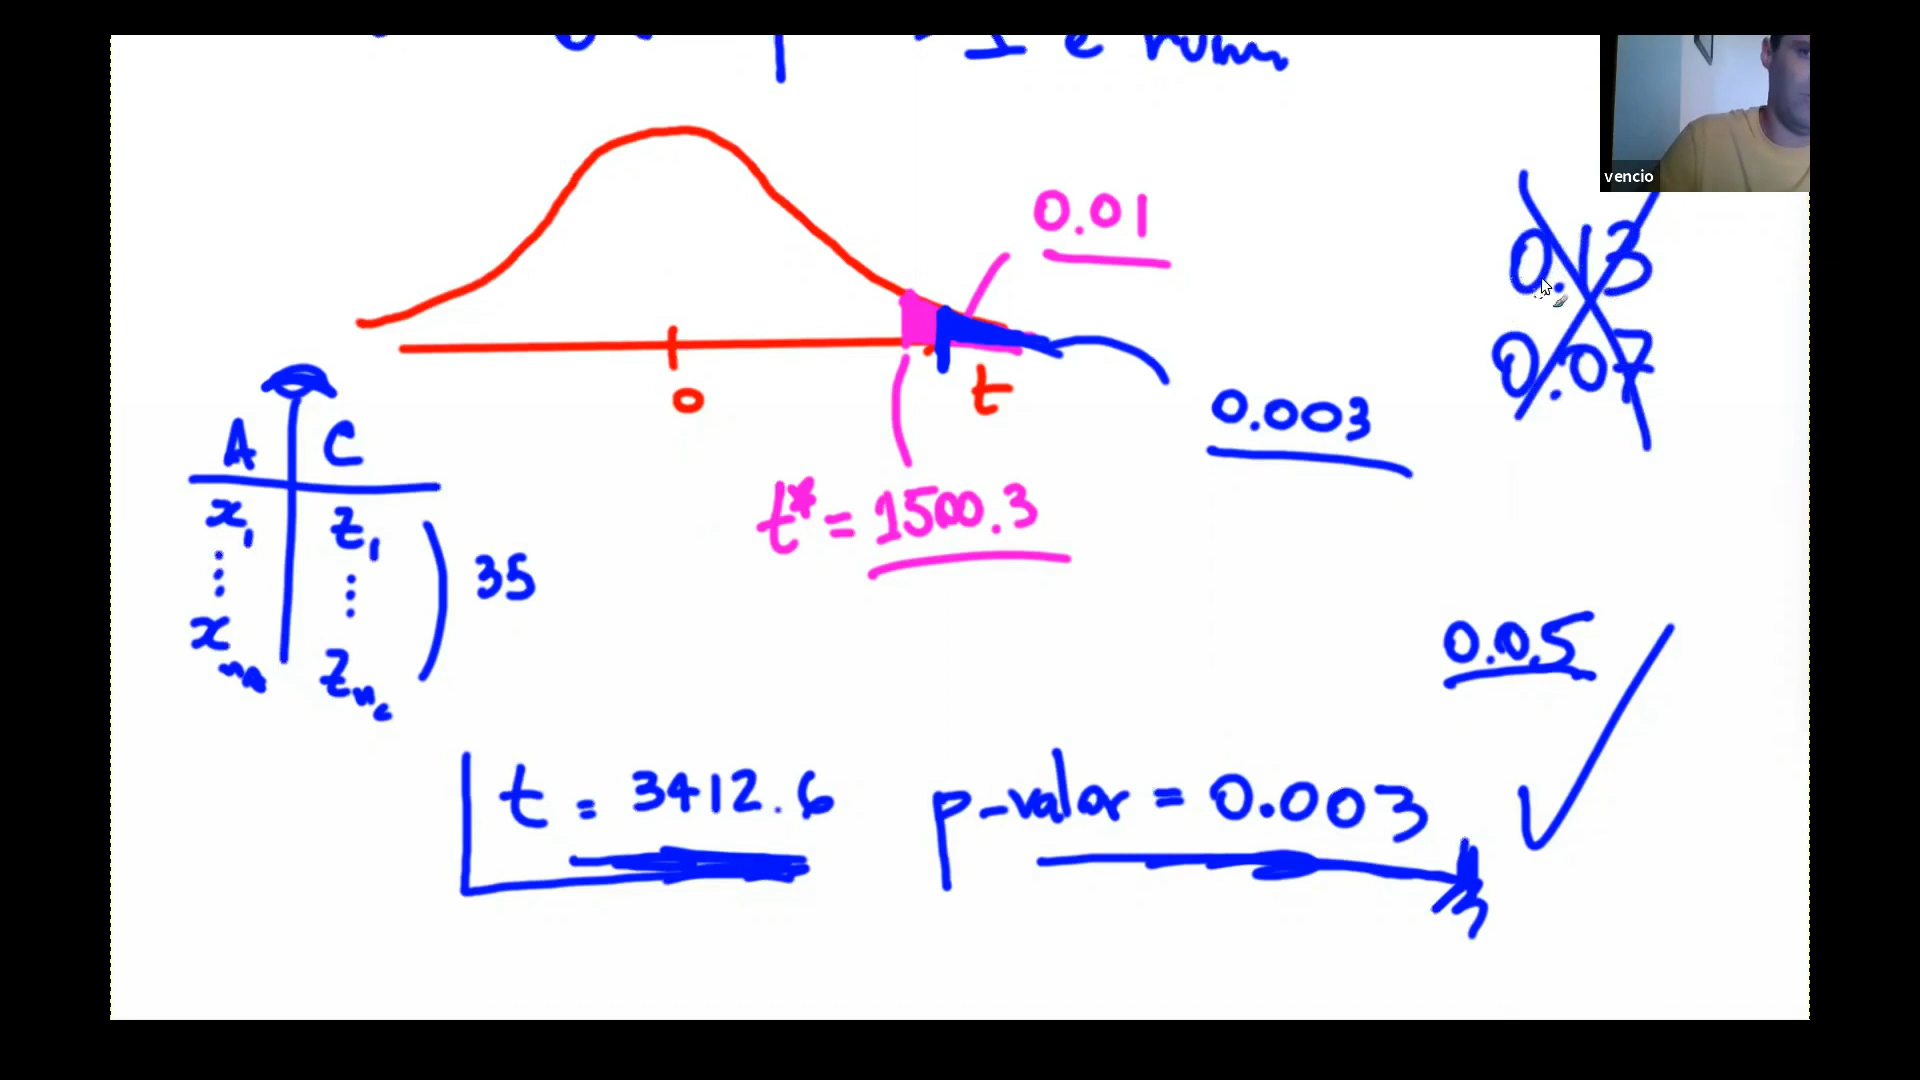 vencio
0.01
0.13
0.07
0 t
0.003
A C
t* = 1500.3
x1 z1
⋮ ⋮ 35
xnA znc
0.05
t = 3412.6 p-valor = 0.003